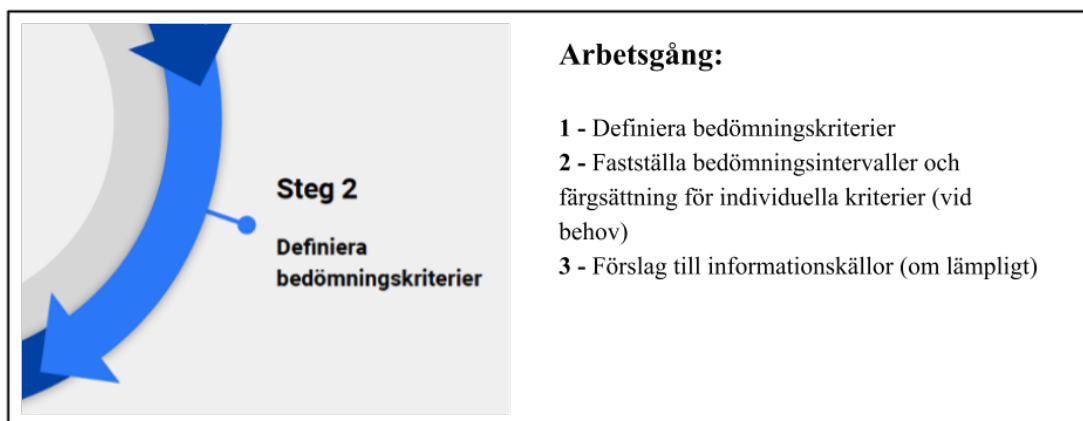 Steg 2
Definiera
bedömningskriterier
Arbetsgång:
1 - Definiera bedömningskriterier
2 - Fastställa bedömningsintervaller och
färgsättning för individuella kriterier (vid
behov)
3 - Förslag till informationskällor (om lämpligt)